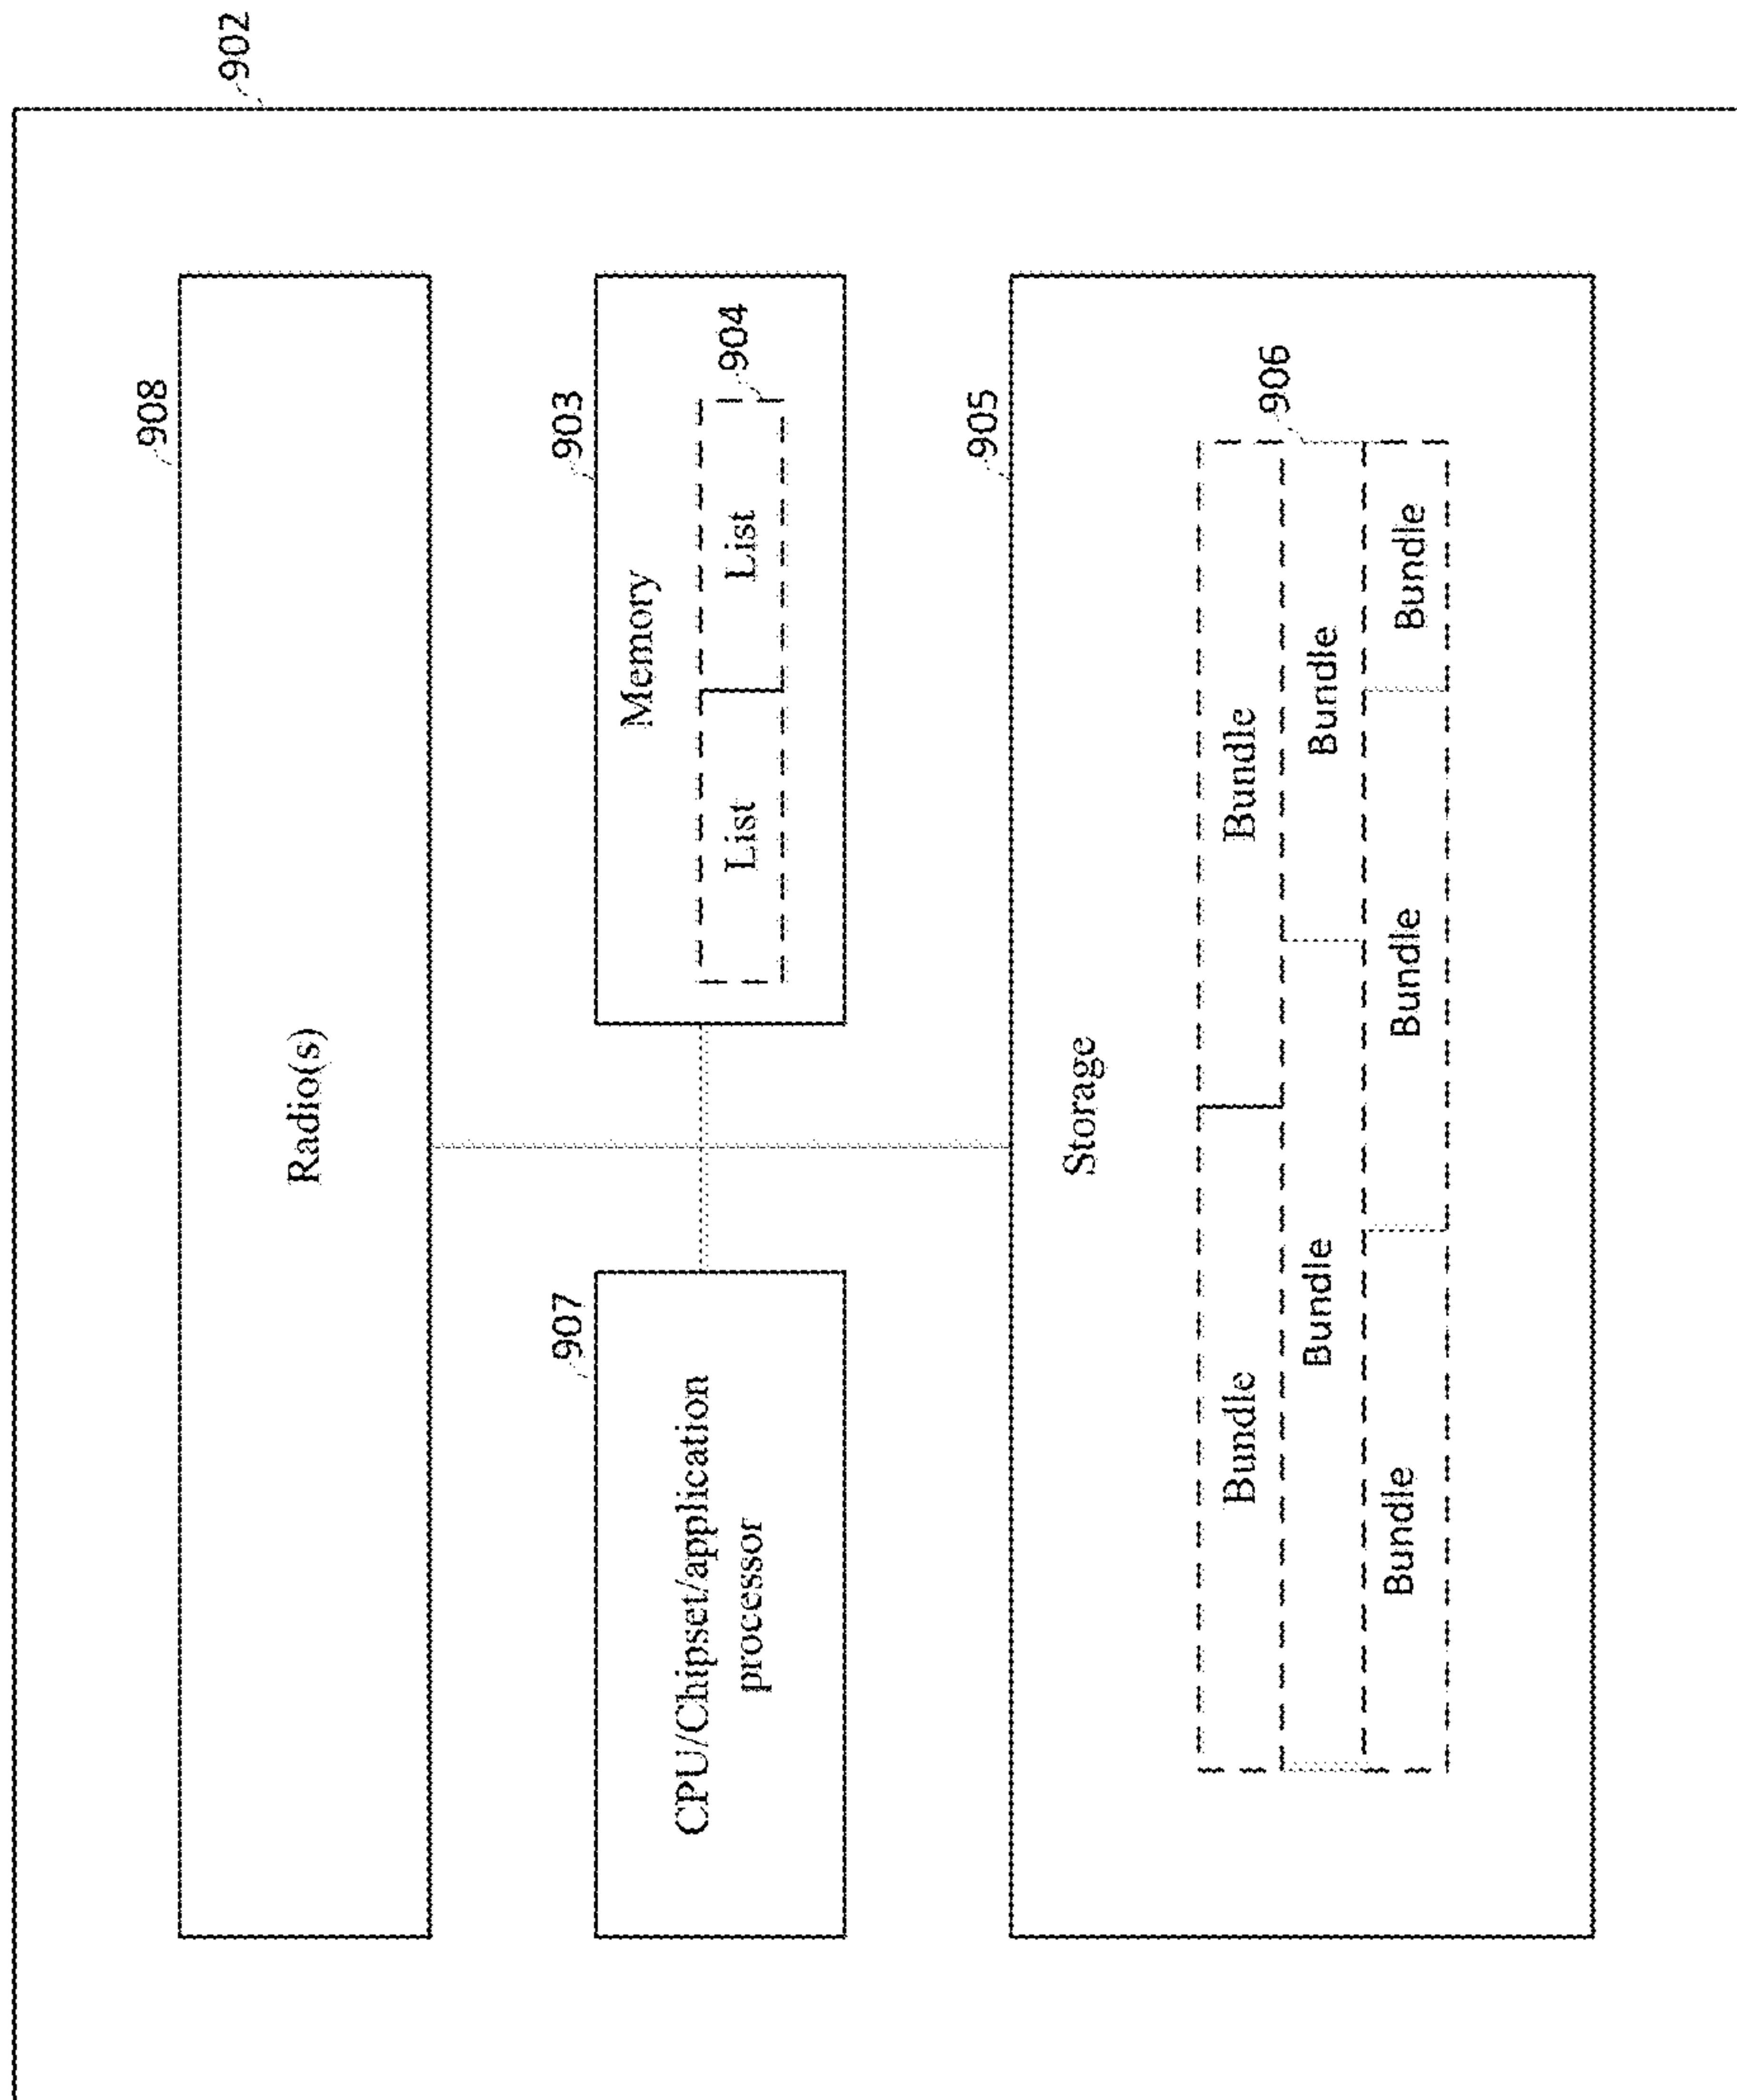 902
908
Radio(s)
907
CPU/Chipset/application
processor
903
Memory
List
List
904
905
Storage
Bundle
Bundle
906
Bundle
Bundle
Bundle
Bundle
Bundle